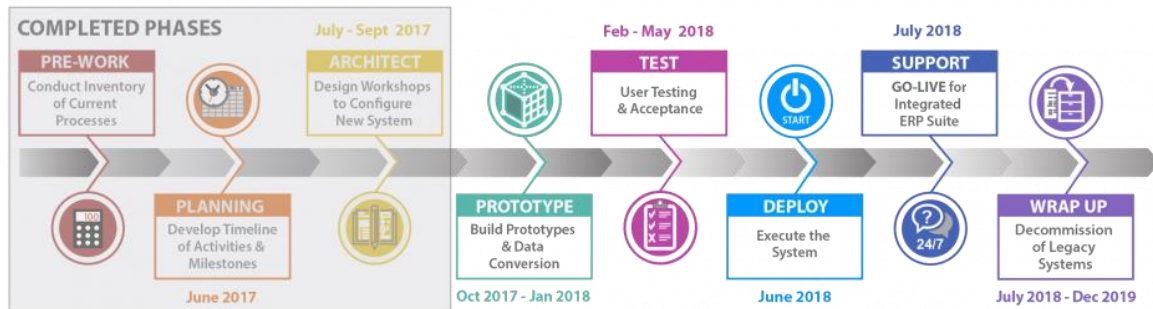 COMPLETED PHASES
PRE-WORK
Conduct Inventory
of Current
Processes
100
PLANNING
Develop Timeline
of Activities &
Milestones
June 2017
July - Sept 2017
ARCHITECT
Design Workshops
to Configure
New System
PROTOTYPE
Build Prototypes
& Data
Conversion
Oct 2017 - Jan 2018
Feb - May 2018
TEST
User Testing
& Acceptance
START
DEPLOY
Execute the
System
June 2018
July 2018
SUPPORT
GO-LIVE for
Integrated
ERP Suite
?
24/7
WRAP UP
Decommission
of Legacy
Systems
July 2018 - Dec 2019